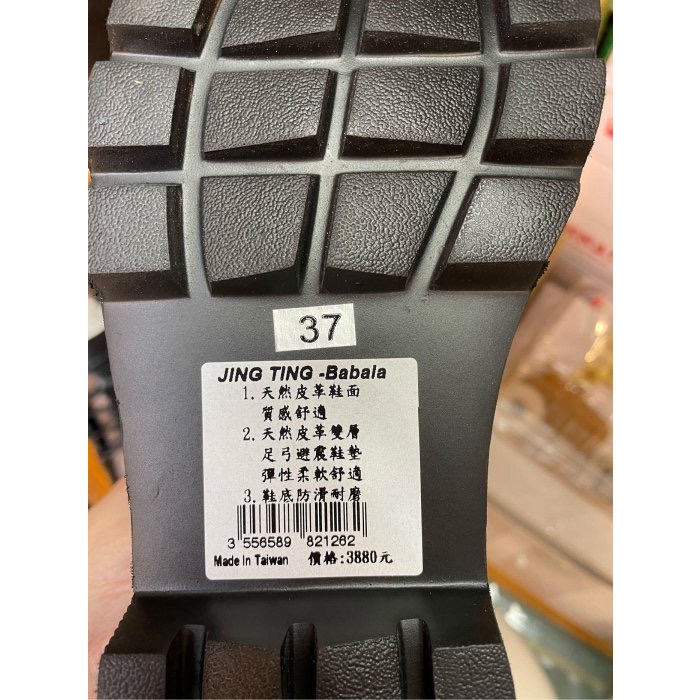 37
JING TING -Babala
1. 天然皮革鞋面
質感舒適
2. 天然皮革雙層
足弓避震鞋墊
彈性柔軟舒適
3. 鞋底防滑耐磨
3 556589 821262
Made In Taiwan 價格:3880元